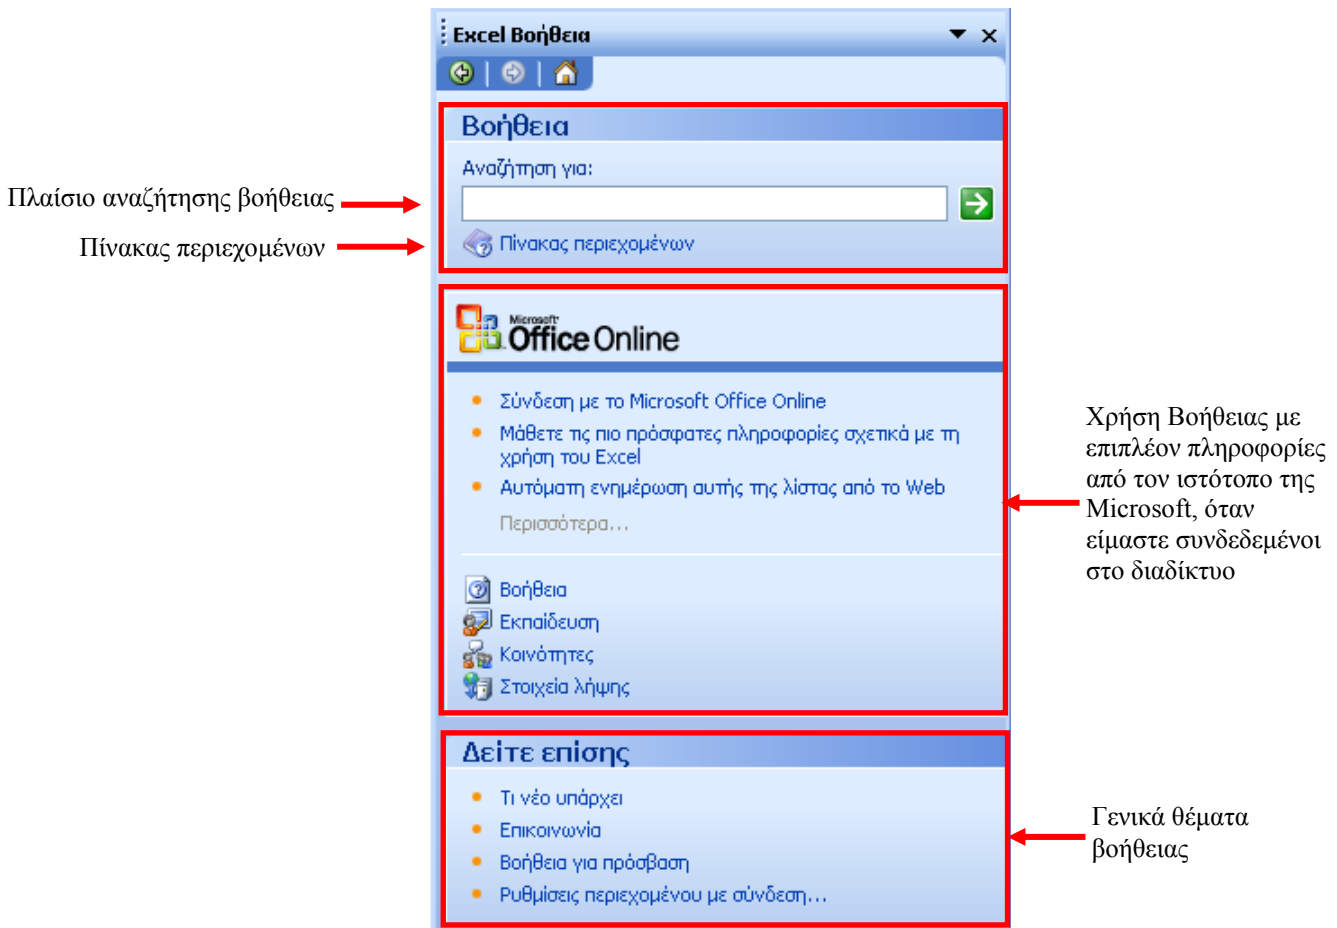 Excel Βοήθεια
Βοήθεια
Αναζήτηση για:
Πλαίσιο αναζήτησης βοήθειας
Πίνακας περιεχομένων
Πίνακας περιεχομένων
Microsoft
Office Online
Σύνδεση με το Microsoft Office Online
Μάθετε τις πιο πρόσφατες πληροφορίες σχετικά με τη
χρήση του Excel
Αυτόματη ενημέρωση αυτής της λίστας από το Web
Περισσότερα...
Χρήση Βοήθειας με
επιπλέον πληροφορίες
από τον ιστότοπο της
Microsoft, όταν
είμαστε συνδεδεμένοι
στο διαδίκτυο
Βοήθεια
Εκπαίδευση
Κοινότητες
Στοιχεία λήψης
Δείτε επίσης
Τι νέο υπάρχει
Επικοινωνία
Βοήθεια για πρόσβαση
Ρυθμίσεις περιεχομένου με σύνδεση...
Γενικά θέματα
βοήθειας